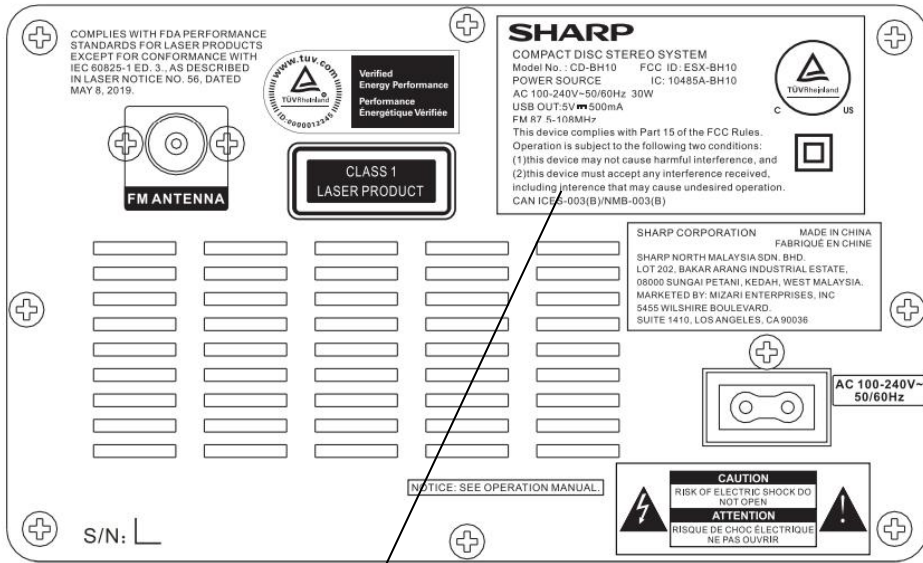 COMPLIES WITH FDA PERFORMANCE
STANDARDS FOR LASER PRODUCTS
EXCEPT FOR CONFORMANCE WITH
IEC 60825-1 ED. 3., AS DESCRIBED
IN LASER NOTICE NO. 56, DATED
MAY 8, 2019.
www.tuv.com
TÜVRheinland
ID:0000012345
Verified
Energy Performance
Performance
Énergétique Vérifiée
FM ANTENNA
CLASS 1
LASER PRODUCT
SHARP
COMPACT DISC STEREO SYSTEM
Model No. : CD-BH10 FCC ID: ESX-BH10
POWER SOURCE IC: 10485A-BH10
AC 100-240V~50/60Hz 30W
USB OUT:5V⎓500mA
FM 87.5-108MHz
This device complies with Part 15 of the FCC Rules.
Operation is subject to the following two conditions:
(1)this device may not cause harmful interference, and
(2)this device must accept any interference received,
including interence that may cause undesired operation.
CAN ICES-003(B)/NMB-003(B)
TÜVRheinland
C US
SHARP CORPORATION MADE IN CHINA
FABRIQUÉ EN CHINE
SHARP NORTH MALAYSIA SDN. BHD.
LOT 202, BAKAR ARANG INDUSTRIAL ESTATE,
08000 SUNGAI PETANI, KEDAH, WEST MALAYSIA.
MARKETED BY: MIZARI ENTERPRISES, INC
5455 WILSHIRE BOULEVARD.
SUITE 1410, LOS ANGELES, CA 90036
AC 100-240V~
50/60Hz
NOTICE: SEE OPERATION MANUAL.
CAUTION
RISK OF ELECTRIC SHOCK DO
NOT OPEN
ATTENTION
RISQUE DE CHOC ÉLECTRIQUE
NE PAS OUVRIR
S/N: